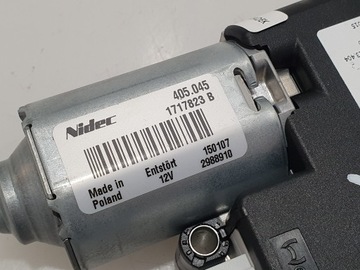 Nidec
405.045
1717823 B
Made in
Poland
Entstört
12V
150107
2988910